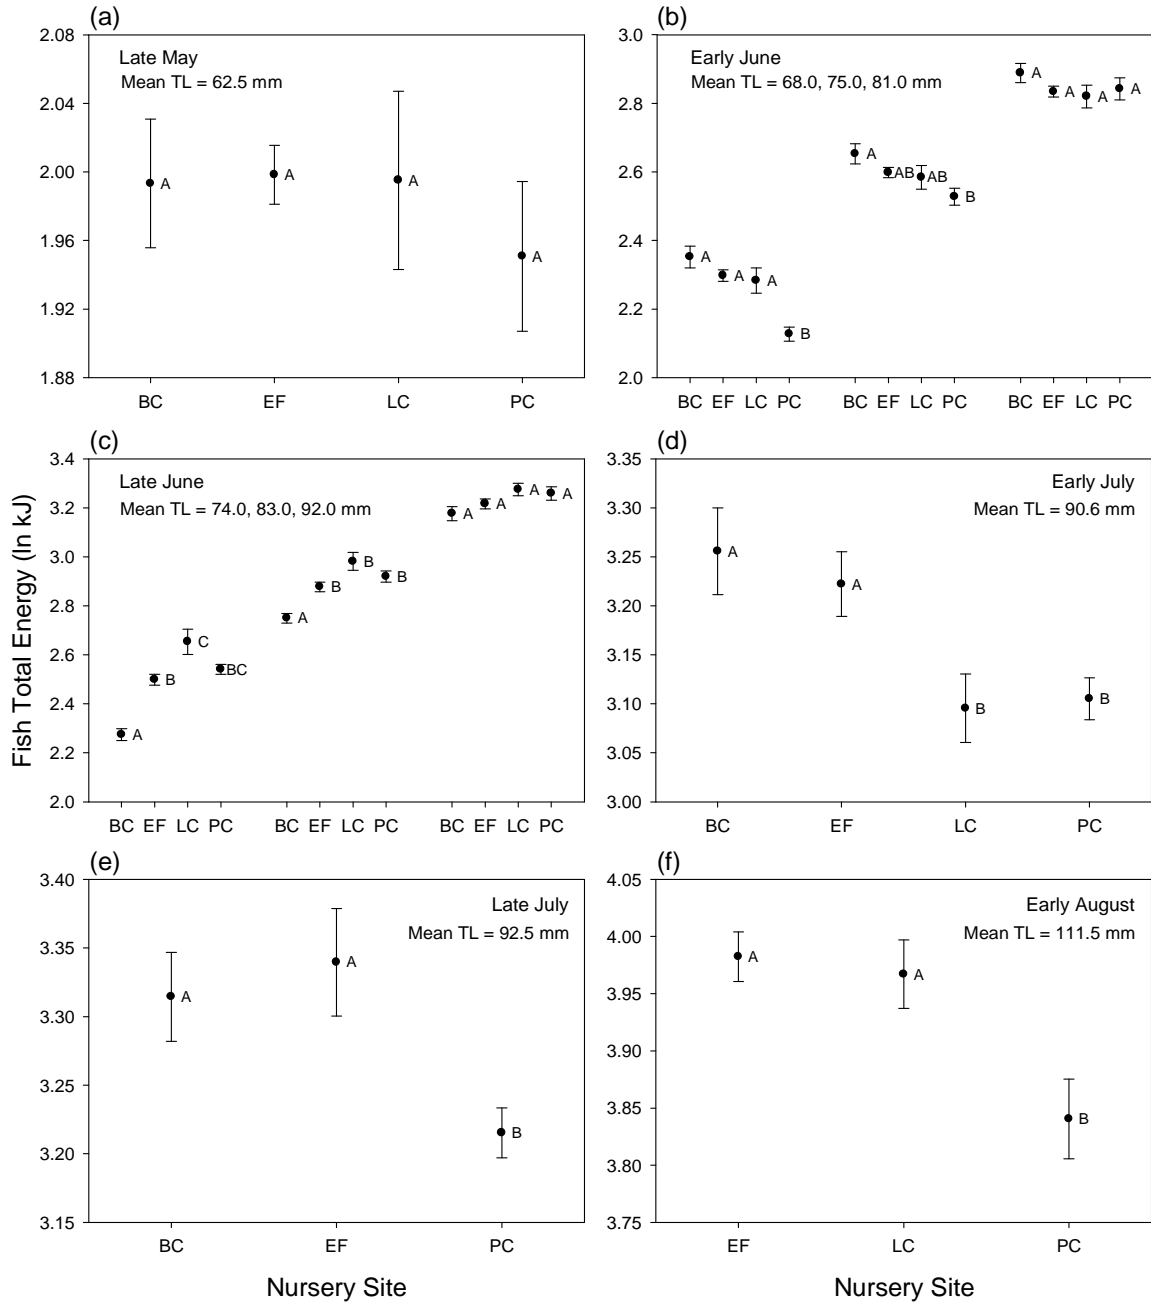 (a)
2.08
2.04
2.00
1.96
1.92
1.88
Late May
Mean TL = 62.5 mm
A
A
A
A
BC EF LC PC
(b)
3.0
2.8
2.6
2.4
2.2
2.0
Early June
Mean TL = 68.0, 75.0, 81.0 mm
A
A
A
B
A
AB
AB
B
A
A
A
A
BC EF LC PC BC EF LC PC BC EF LC PC
Fish Total Energy (ln kJ)
(c)
3.4
3.2
3.0
2.8
2.6
2.4
2.2
2.0
Late June
Mean TL = 74.0, 83.0, 92.0 mm
A
B
C
BC
A
B
B
B
A
A
A
A
BC EF LC PC BC EF LC PC BC EF LC PC
(d)
3.35
3.30
3.25
3.20
3.15
3.10
3.05
3.00
Early July
Mean TL = 90.6 mm
A
A
B
B
BC EF LC PC
(e)
3.40
3.35
3.30
3.25
3.20
3.15
Late July
Mean TL = 92.5 mm
A
A
B
BC EF PC
Nursery Site
(f)
4.05
4.00
3.95
3.90
3.85
3.80
3.75
Early August
Mean TL = 111.5 mm
A
A
B
EF LC PC
Nursery Site